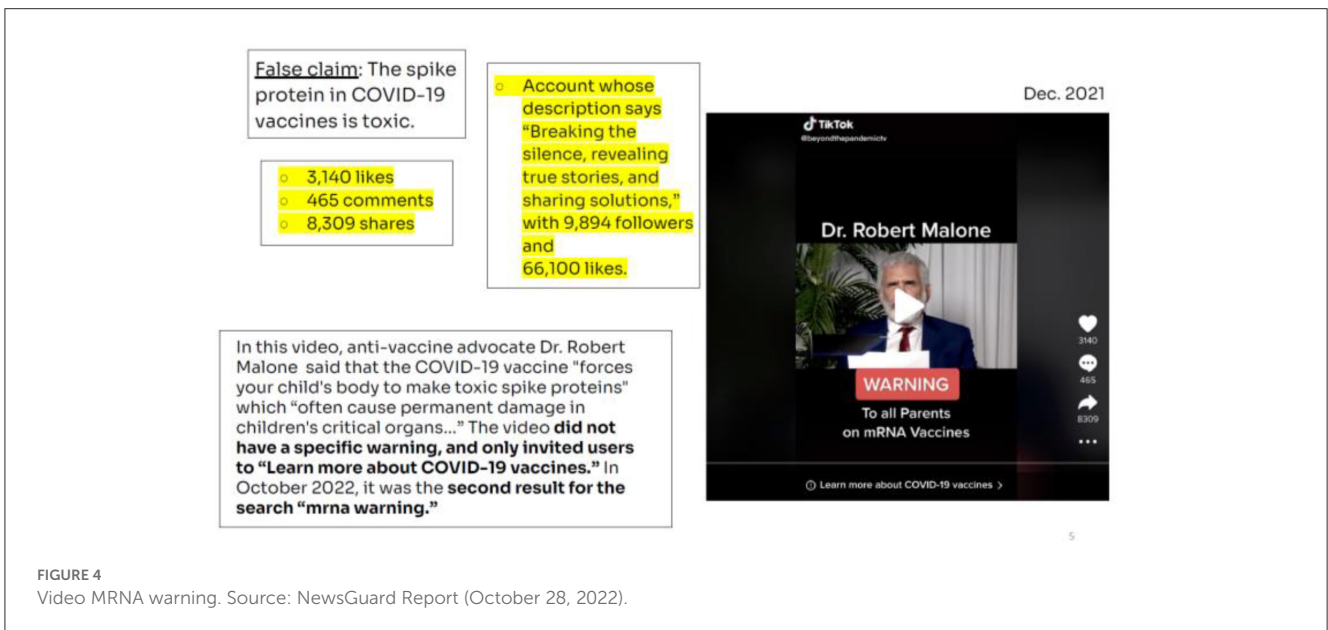 False claim: The spike
protein in COVID-19
vaccines is toxic.
○ 3,140 likes
○ 465 comments
○ 8,309 shares
○ Account whose
description says
“Breaking the
silence, revealing
true stories, and
sharing solutions,”
with 9,894 followers
and
66,100 likes.
Dec. 2021
TikTok
@beyondthepandemictv
Dr. Robert Malone
WARNING
To all Parents
on mRNA Vaccines
3140
465
8309
Learn more about COVID-19 vaccines >
In this video, anti-vaccine advocate Dr. Robert
Malone said that the COVID-19 vaccine "forces
your child's body to make toxic spike proteins"
which “often cause permanent damage in
children's critical organs...” The video did not
have a specific warning, and only invited users
to “Learn more about COVID-19 vaccines.” In
October 2022, it was the second result for the
search “mrna warning.”
5
FIGURE 4
Video MRNA warning. Source: NewsGuard Report (October 28, 2022).